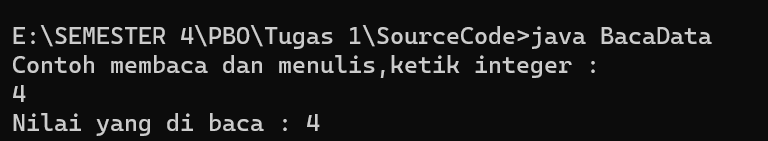 E:\SEMESTER 4\PBO\Tugas 1\SourceCode>java BacaData
Contoh membaca dan menulis,ketik integer :
4
Nilai yang di baca : 4